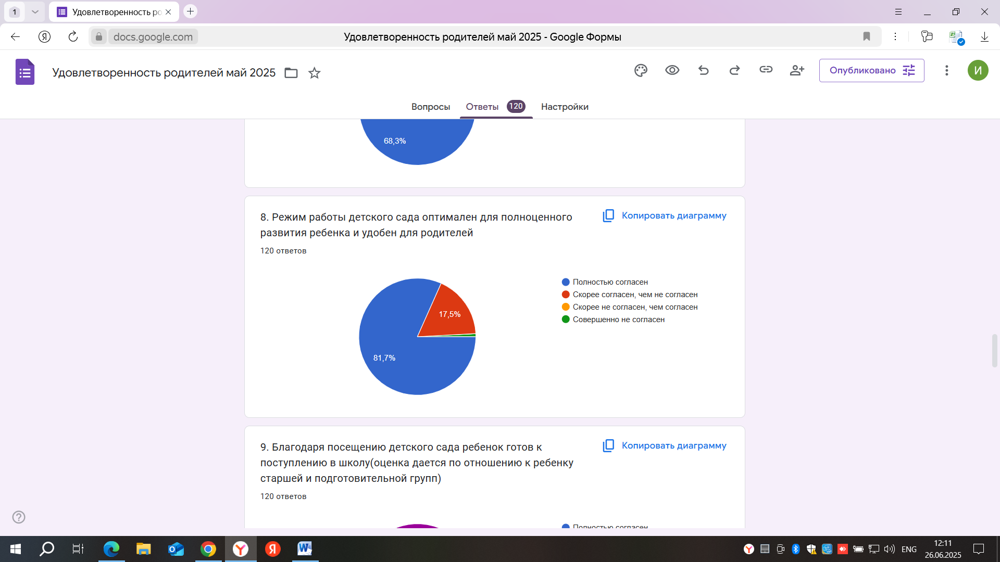 1
Удовлетворенность ро
docs.google.com
Удовлетворенность родителей май 2025 - Google Формы
Удовлетворенность родителей май 2025
Опубликовано
И
Вопросы
Ответы 120
Настройки
68,3%
8. Режим работы детского сада оптимален для полноценного
развития ребенка и удобен для родителей
Копировать диаграмму
120 ответов
Полностью согласен
Скорее согласен, чем не согласен
Скорее не согласен, чем согласен
Совершенно не согласен
17,5%
81,7%
9. Благодаря посещению детского сада ребенок готов к
поступлению в школу(оценка дается по отношению к ребенку
старшей и подготовительной групп)
Копировать диаграмму
120 ответов
Полностью согласен
ENG
12:11
26.06.2025